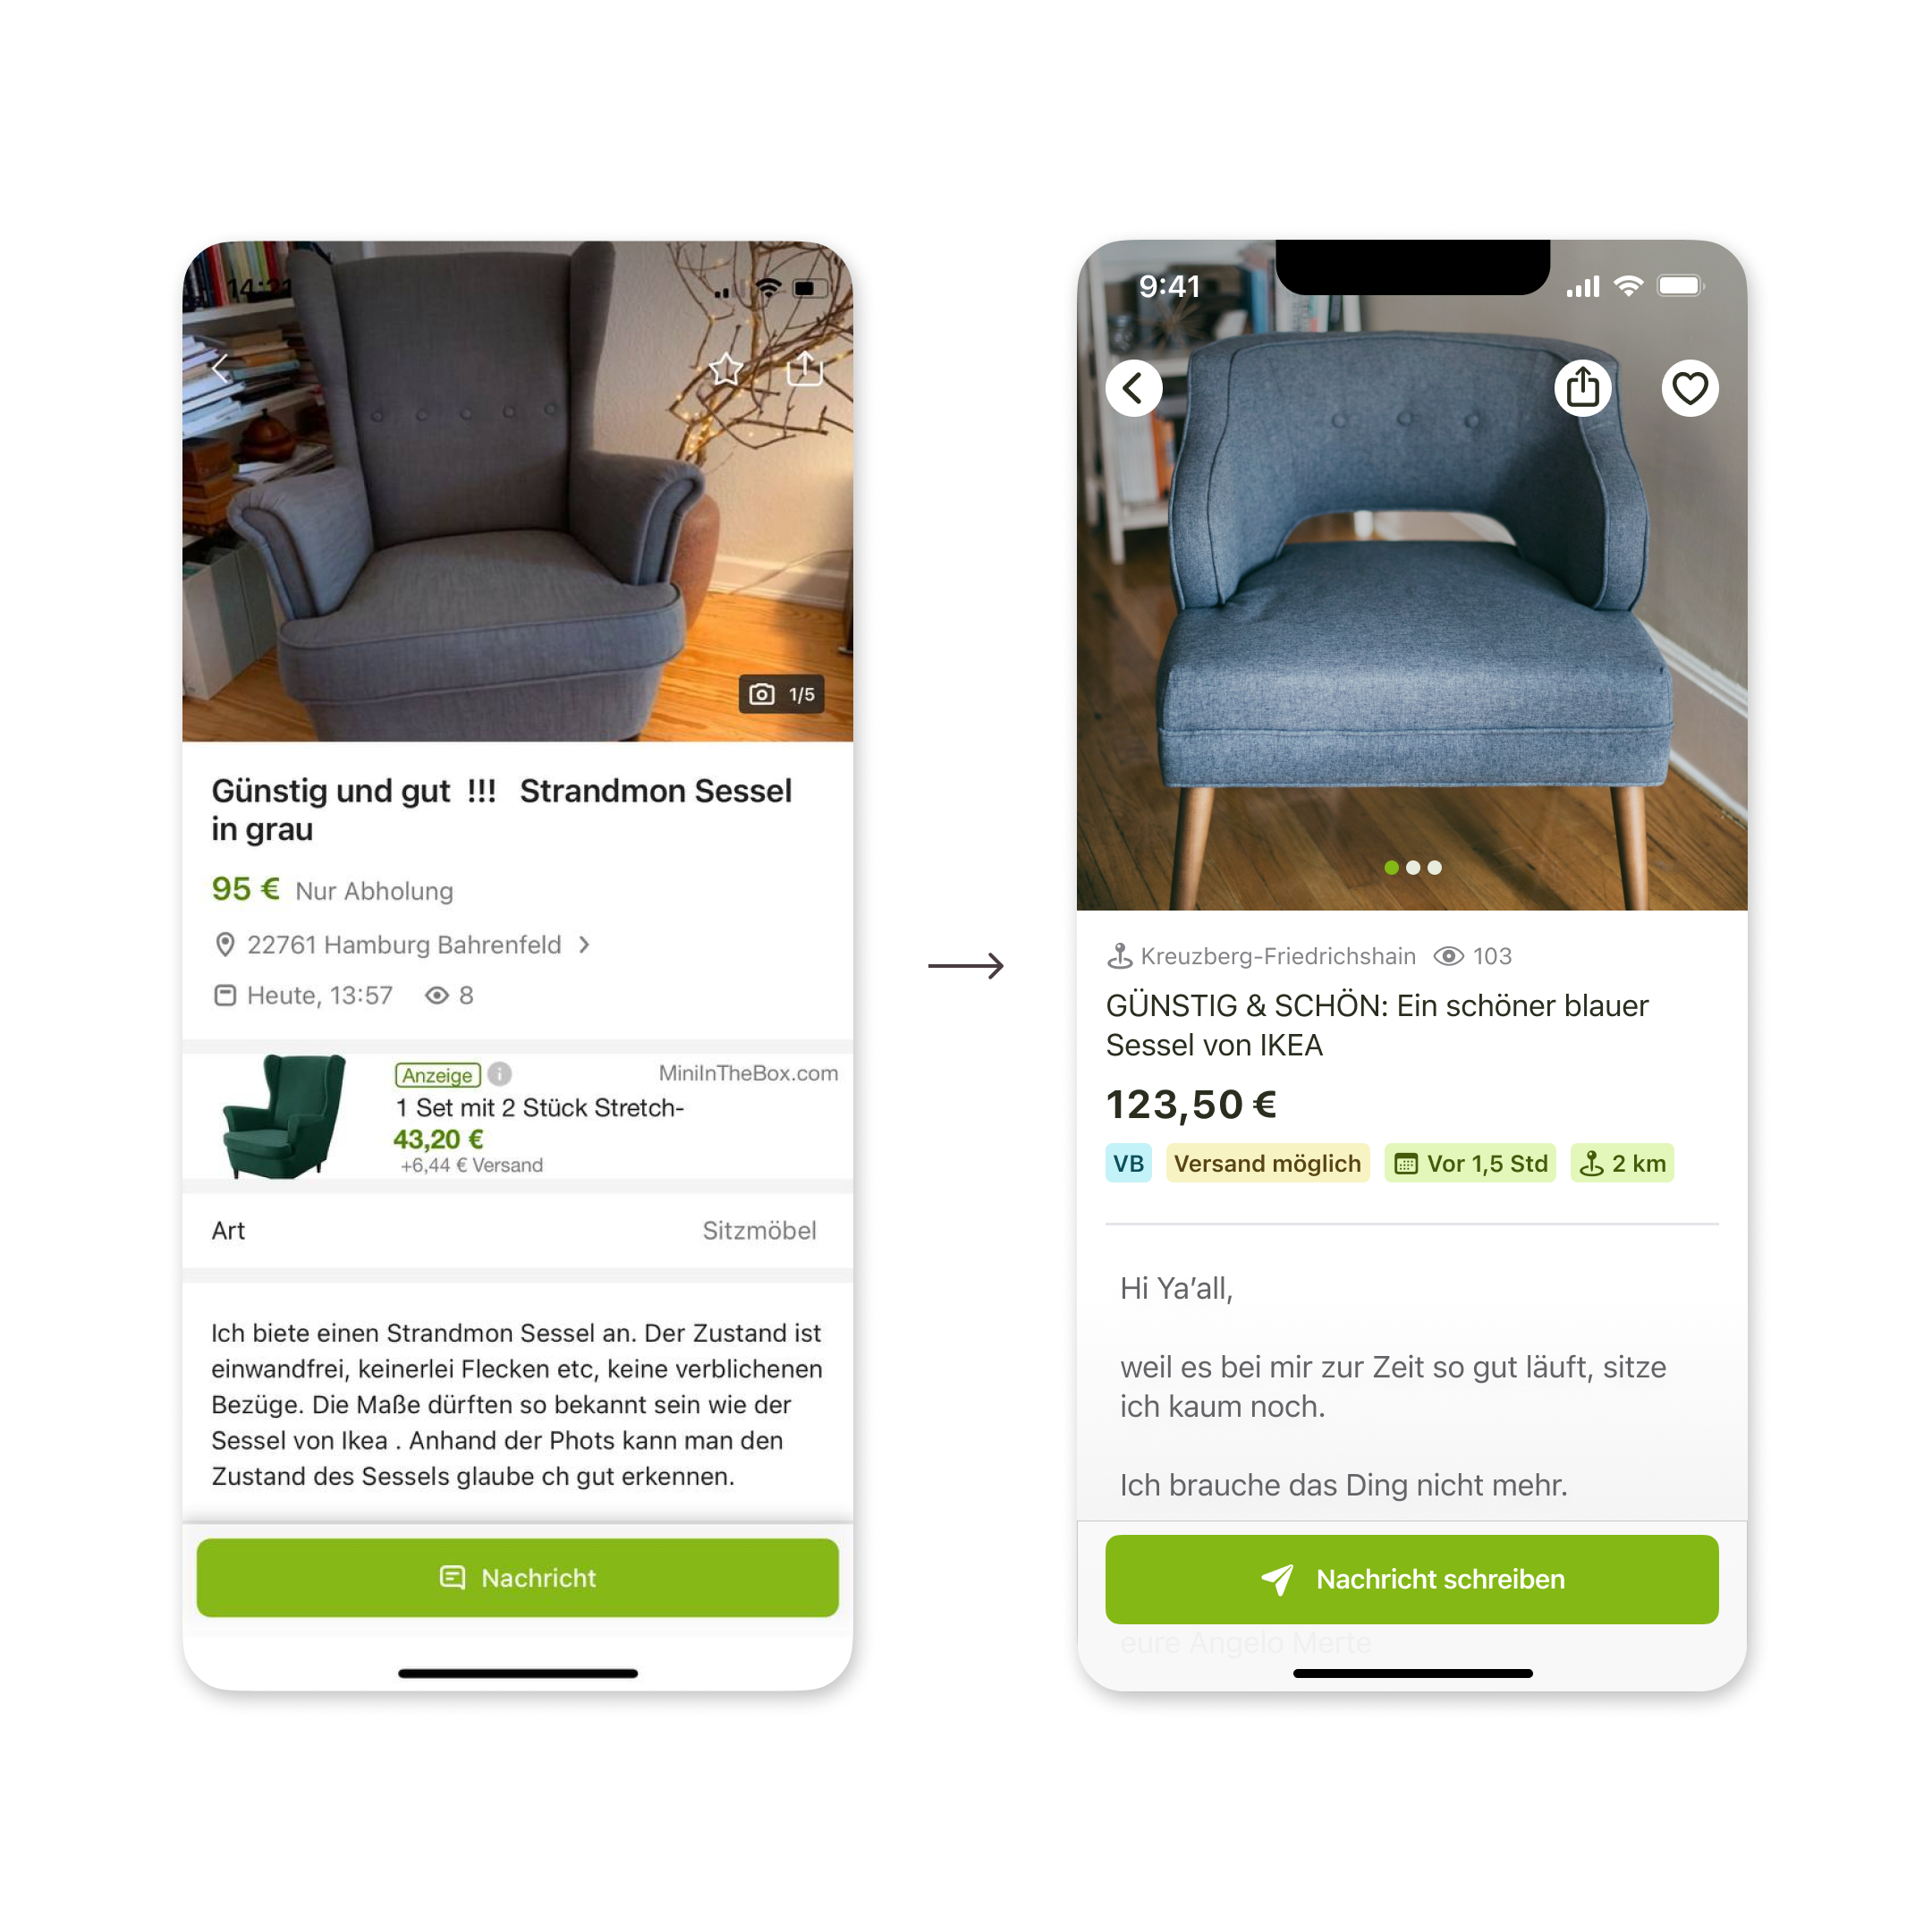 1/5
Günstig und gut !!! Strandmon Sessel
in grau
95 € Nur Abholung
22761 Hamburg Bahrenfeld
Heute, 13:57 8
Anzeige MiniInTheBox.com
1 Set mit 2 Stück Stretch-
43,20 €
+6,44 € Versand
Art Sitzmöbel
Ich biete einen Strandmon Sessel an. Der Zustand ist
einwandfrei, keinerlei Flecken etc, keine verblichenen
Bezüge. Die Maße dürften so bekannt sein wie der
Sessel von Ikea . Anhand der Phots kann man den
Zustand des Sessels glaube ch gut erkennen.
Nachricht
9:41
Kreuzberg-Friedrichshain 103
GÜNSTIG & SCHÖN: Ein schöner blauer
Sessel von IKEA
123,50 €
VB Versand möglich Vor 1,5 Std 2 km
Hi Ya’all,
weil es bei mir zur Zeit so gut läuft, sitze
ich kaum noch.
Ich brauche das Ding nicht mehr.
Nachricht schreiben
eure Angelo Merte